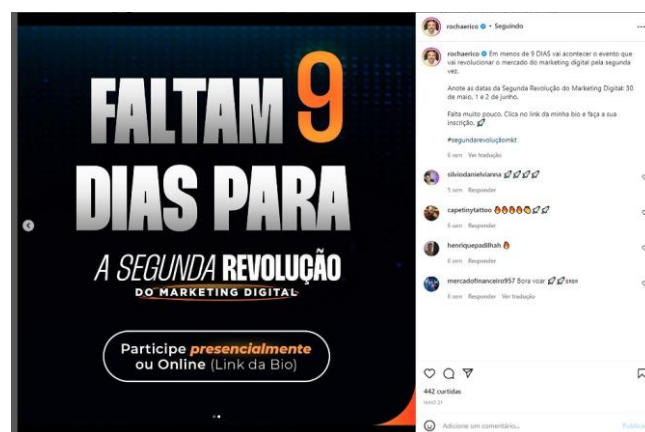 FALTAM 9
DIAS PARA
A SEGUNDA REVOLUÇÃO
DO MARKETING DIGITAL
Participe presencialmente
ou Online (Link da Bio)
rochaerico • Seguindo
rochaerico Em menos de 9 DIAS vai acontecer o evento que
vai revolucionar o mercado do marketing digital pela segunda
vez.
Anote as datas da Segunda Revolução do Marketing Digital: 30
de maio, 1 e 2 de junho.
Falta muito pouco. Clica no link da minha bio e faça a sua
inscrição. 🚀
#segundarevoluçãomkt
6 sem Ver tradução
silviodanielvianna 🚀🚀🚀🚀
5 sem Responder
capetinytattoo 🔥🔥🔥🔥👏🚀🚀
6 sem Responder
henriquepadilhah 🔥
6 sem Responder
mercadofinanceiro957 Bora voar 🚀🚀
6 sem Responder Ver tradução
442 curtidas
MAIO 21
Adicione um comentário...
Publicar